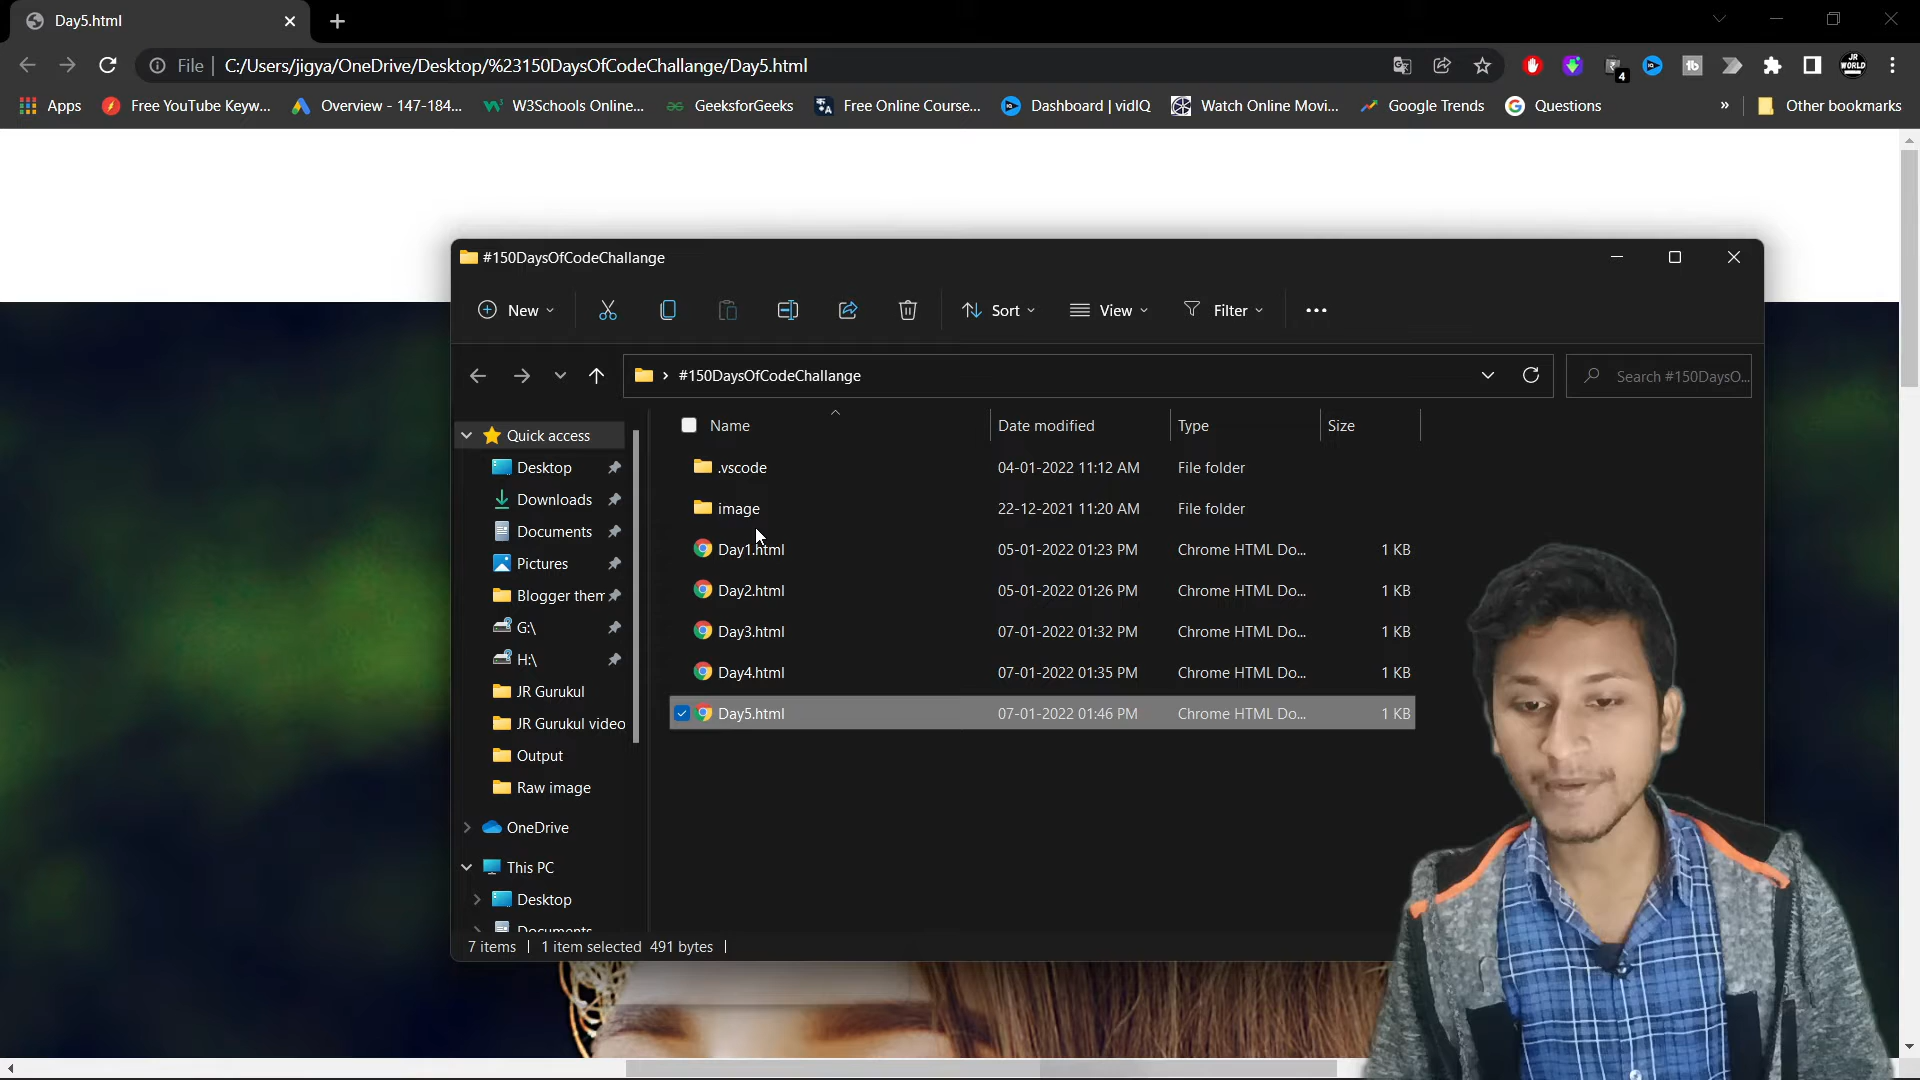 Day5.html
File
C:/Users/jigya/OneDrive/Desktop/%23150DaysOfCodeChallange/Day5.html
4
JR WORLD
Apps
Free YouTube Keyw...
Overview - 147-184...
W3Schools Online...
GeeksforGeeks
Free Online Course...
Dashboard | vidIQ
Watch Online Movi...
Google Trends
Questions
»
Other bookmarks
#150DaysOfCodeChallange
New
Sort
View
Filter
#150DaysOfCodeChallange
Search #150DaysO...
Name Date modified Type Size
.vscode 04-01-2022 11:12 AM File folder
image 22-12-2021 11:20 AM File folder
Day1.html 05-01-2022 01:23 PM Chrome HTML Do... 1 KB
Day2.html 05-01-2022 01:26 PM Chrome HTML Do... 1 KB
Day3.html 07-01-2022 01:32 PM Chrome HTML Do... 1 KB
Day4.html 07-01-2022 01:35 PM Chrome HTML Do... 1 KB
Day5.html 07-01-2022 01:46 PM Chrome HTML Do... 1 KB
Quick access
Desktop
Downloads
Documents
Pictures
Blogger them
G:\
H:\
JR Gurukul
JR Gurukul video
Output
Raw image
OneDrive
This PC
Desktop
Documents
7 items 1 item selected 491 bytes